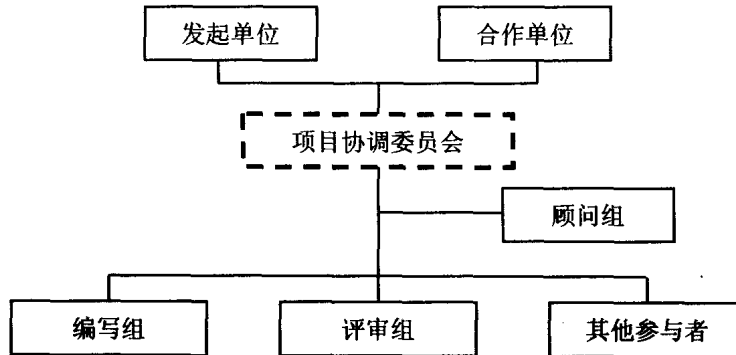 发起单位
合作单位
项目协调委员会
顾问组
编写组
评审组
其他参与者